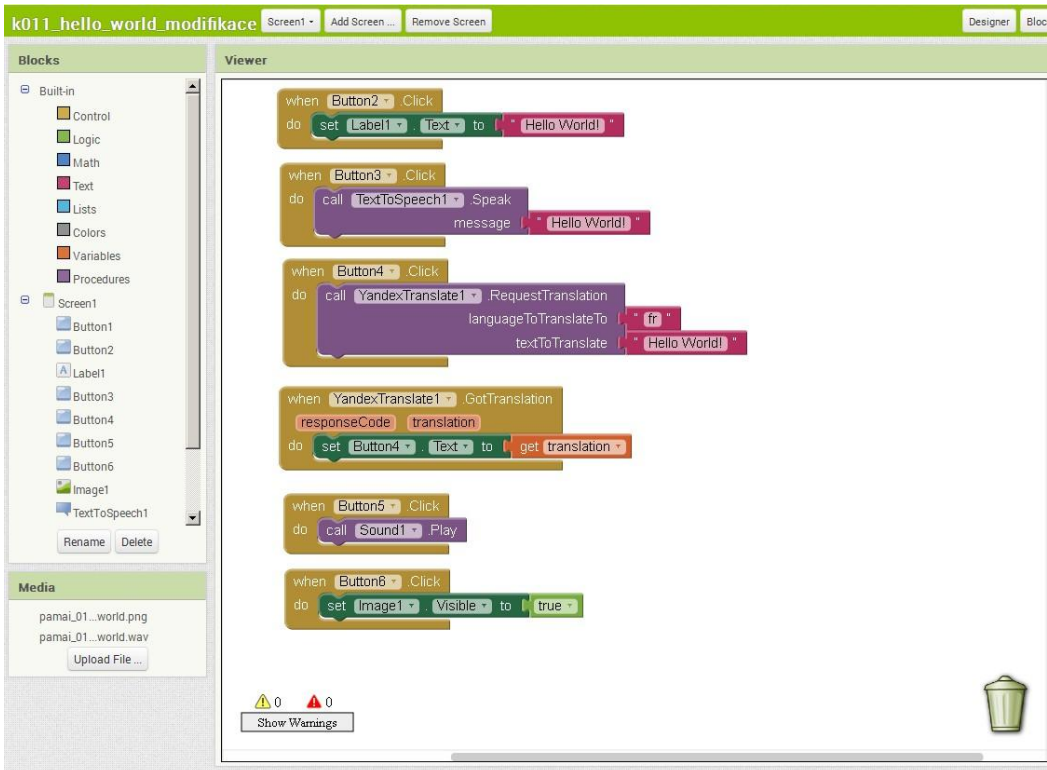 k011_hello_world_modifikace Screen1 Add Screen ... Remove Screen Designer Bloc
Blocks
Built-in
Control
Logic
Math
Text
Lists
Colors
Variables
Procedures
Screen1
Button1
Button2
A Label1
Button3
Button4
Button5
Button6
Image1
TextToSpeech1
Rename Delete
Media
pamai_01...world.png
pamai_01...world.wav
Upload File ...
Viewer
when Button2 .Click
do set Label1 . Text to " Hello World! "
when Button3 .Click
do call TextToSpeech1 .Speak
message " Hello World! "
when Button4 .Click
do call YandexTranslate1 .RequestTranslation
languageToTranslateTo " fr "
textToTranslate " Hello World! "
when YandexTranslate1 .GotTranslation
responseCode translation
do set Button4 . Text to get translation
when Button5 .Click
do call Sound1 .Play
when Button6 .Click
do set Image1 . Visible to true
0 0
Show Warnings